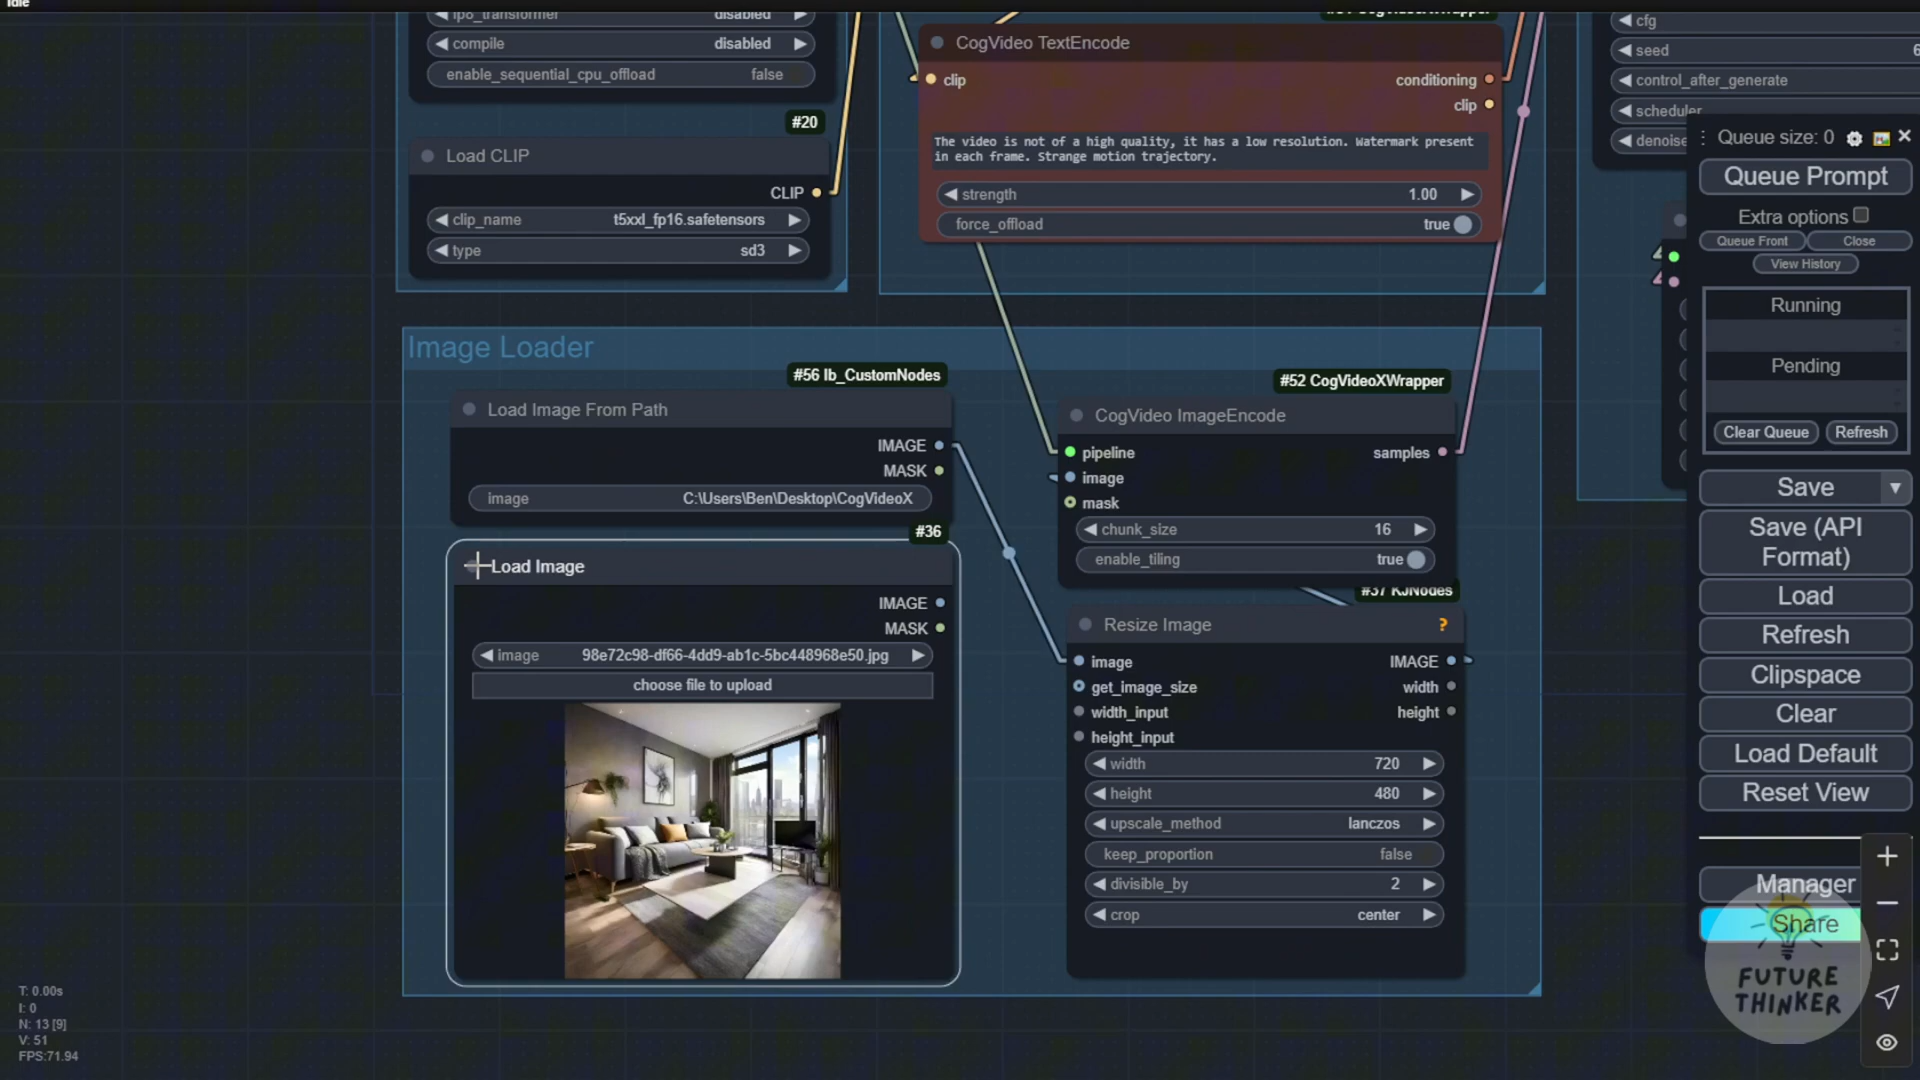 Idle
fp8_transformer disabled
compile disabled
enable_sequential_cpu_offload false
#20
Load CLIP
CLIP
clip_name t5xxl_fp16.safetensors
type sd3
CogVideo TextEncode
clip conditioning
clip
The video is not of a high quality, it has a low resolution. Watermark present
in each frame. Strange motion trajectory.
strength 1.00
force_offload true
cfg
seed 6
control_after_generate
scheduler
denoise
Queue size: 0
Queue Prompt
Extra options
Queue Front Close
View History
Running
Pending
Clear Queue Refresh
Save
Save (API
Format)
Load
Refresh
Clipspace
Clear
Load Default
Reset View
Manager
Share
FUTURE
THINKER
Image Loader
#56 lb_CustomNodes
Load Image From Path
IMAGE
MASK
image C:\Users\Ben\Desktop\CogVideoX
#36
Load Image
IMAGE
MASK
image 98e72c98-df66-4dd9-ab1c-5bc448968e50.jpg
choose file to upload
#52 CogVideoXWrapper
CogVideo ImageEncode
pipeline samples
image
mask
chunk_size 16
enable_tiling true
#37 KJNodes
Resize Image ?
image IMAGE
get_image_size width
width_input height
height_input
width 720
height 480
upscale_method lanczos
keep_proportion false
divisible_by 2
crop center
T: 0.00s
I: 0
N: 13 [9]
V: 51
FPS:71.94